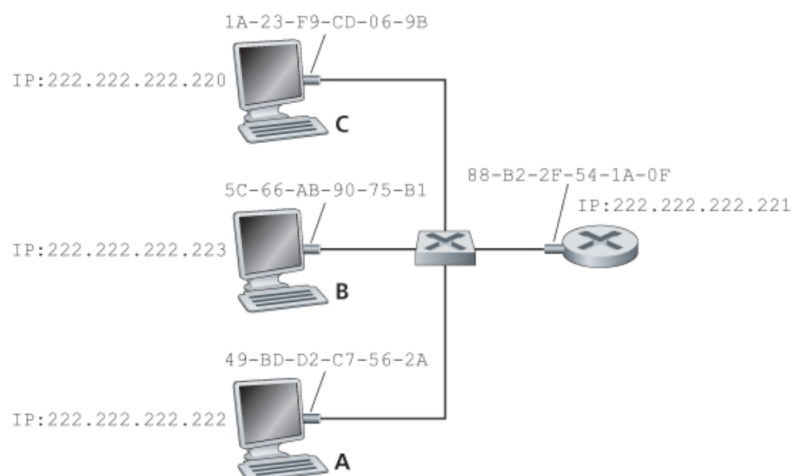 1A-23-F9-CD-06-9B
IP:222.222.222.220
C
5C-66-AB-90-75-B1
88-B2-2F-54-1A-0F
IP:222.222.222.221
IP:222.222.222.223
B
49-BD-D2-C7-56-2A
IP:222.222.222.222
A